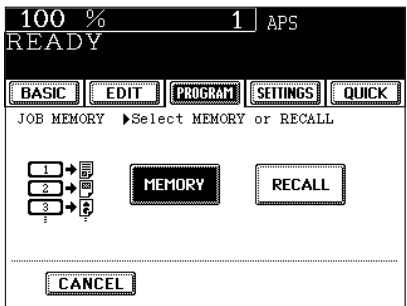 100 % 1 APS
READY
BASIC EDIT PROGRAM SETTINGS QUICK
JOB MEMORY ▶Select MEMORY or RECALL
1
2
3
MEMORY RECALL
CANCEL